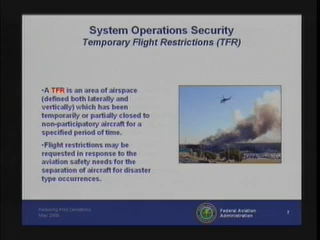 System Operations Security
Temporary Flight Restrictions (TFR)
•A TFR is an area of airspace
(defined both laterally and
vertically) which has been
temporarily or partially closed to
non-participatory aircraft for a
specified period of time.
•Flight restrictions may be
requested in response to the
aviation safety needs for the
separation of aircraft for disaster
type occurrences.
Federal Aviation
Administration
7